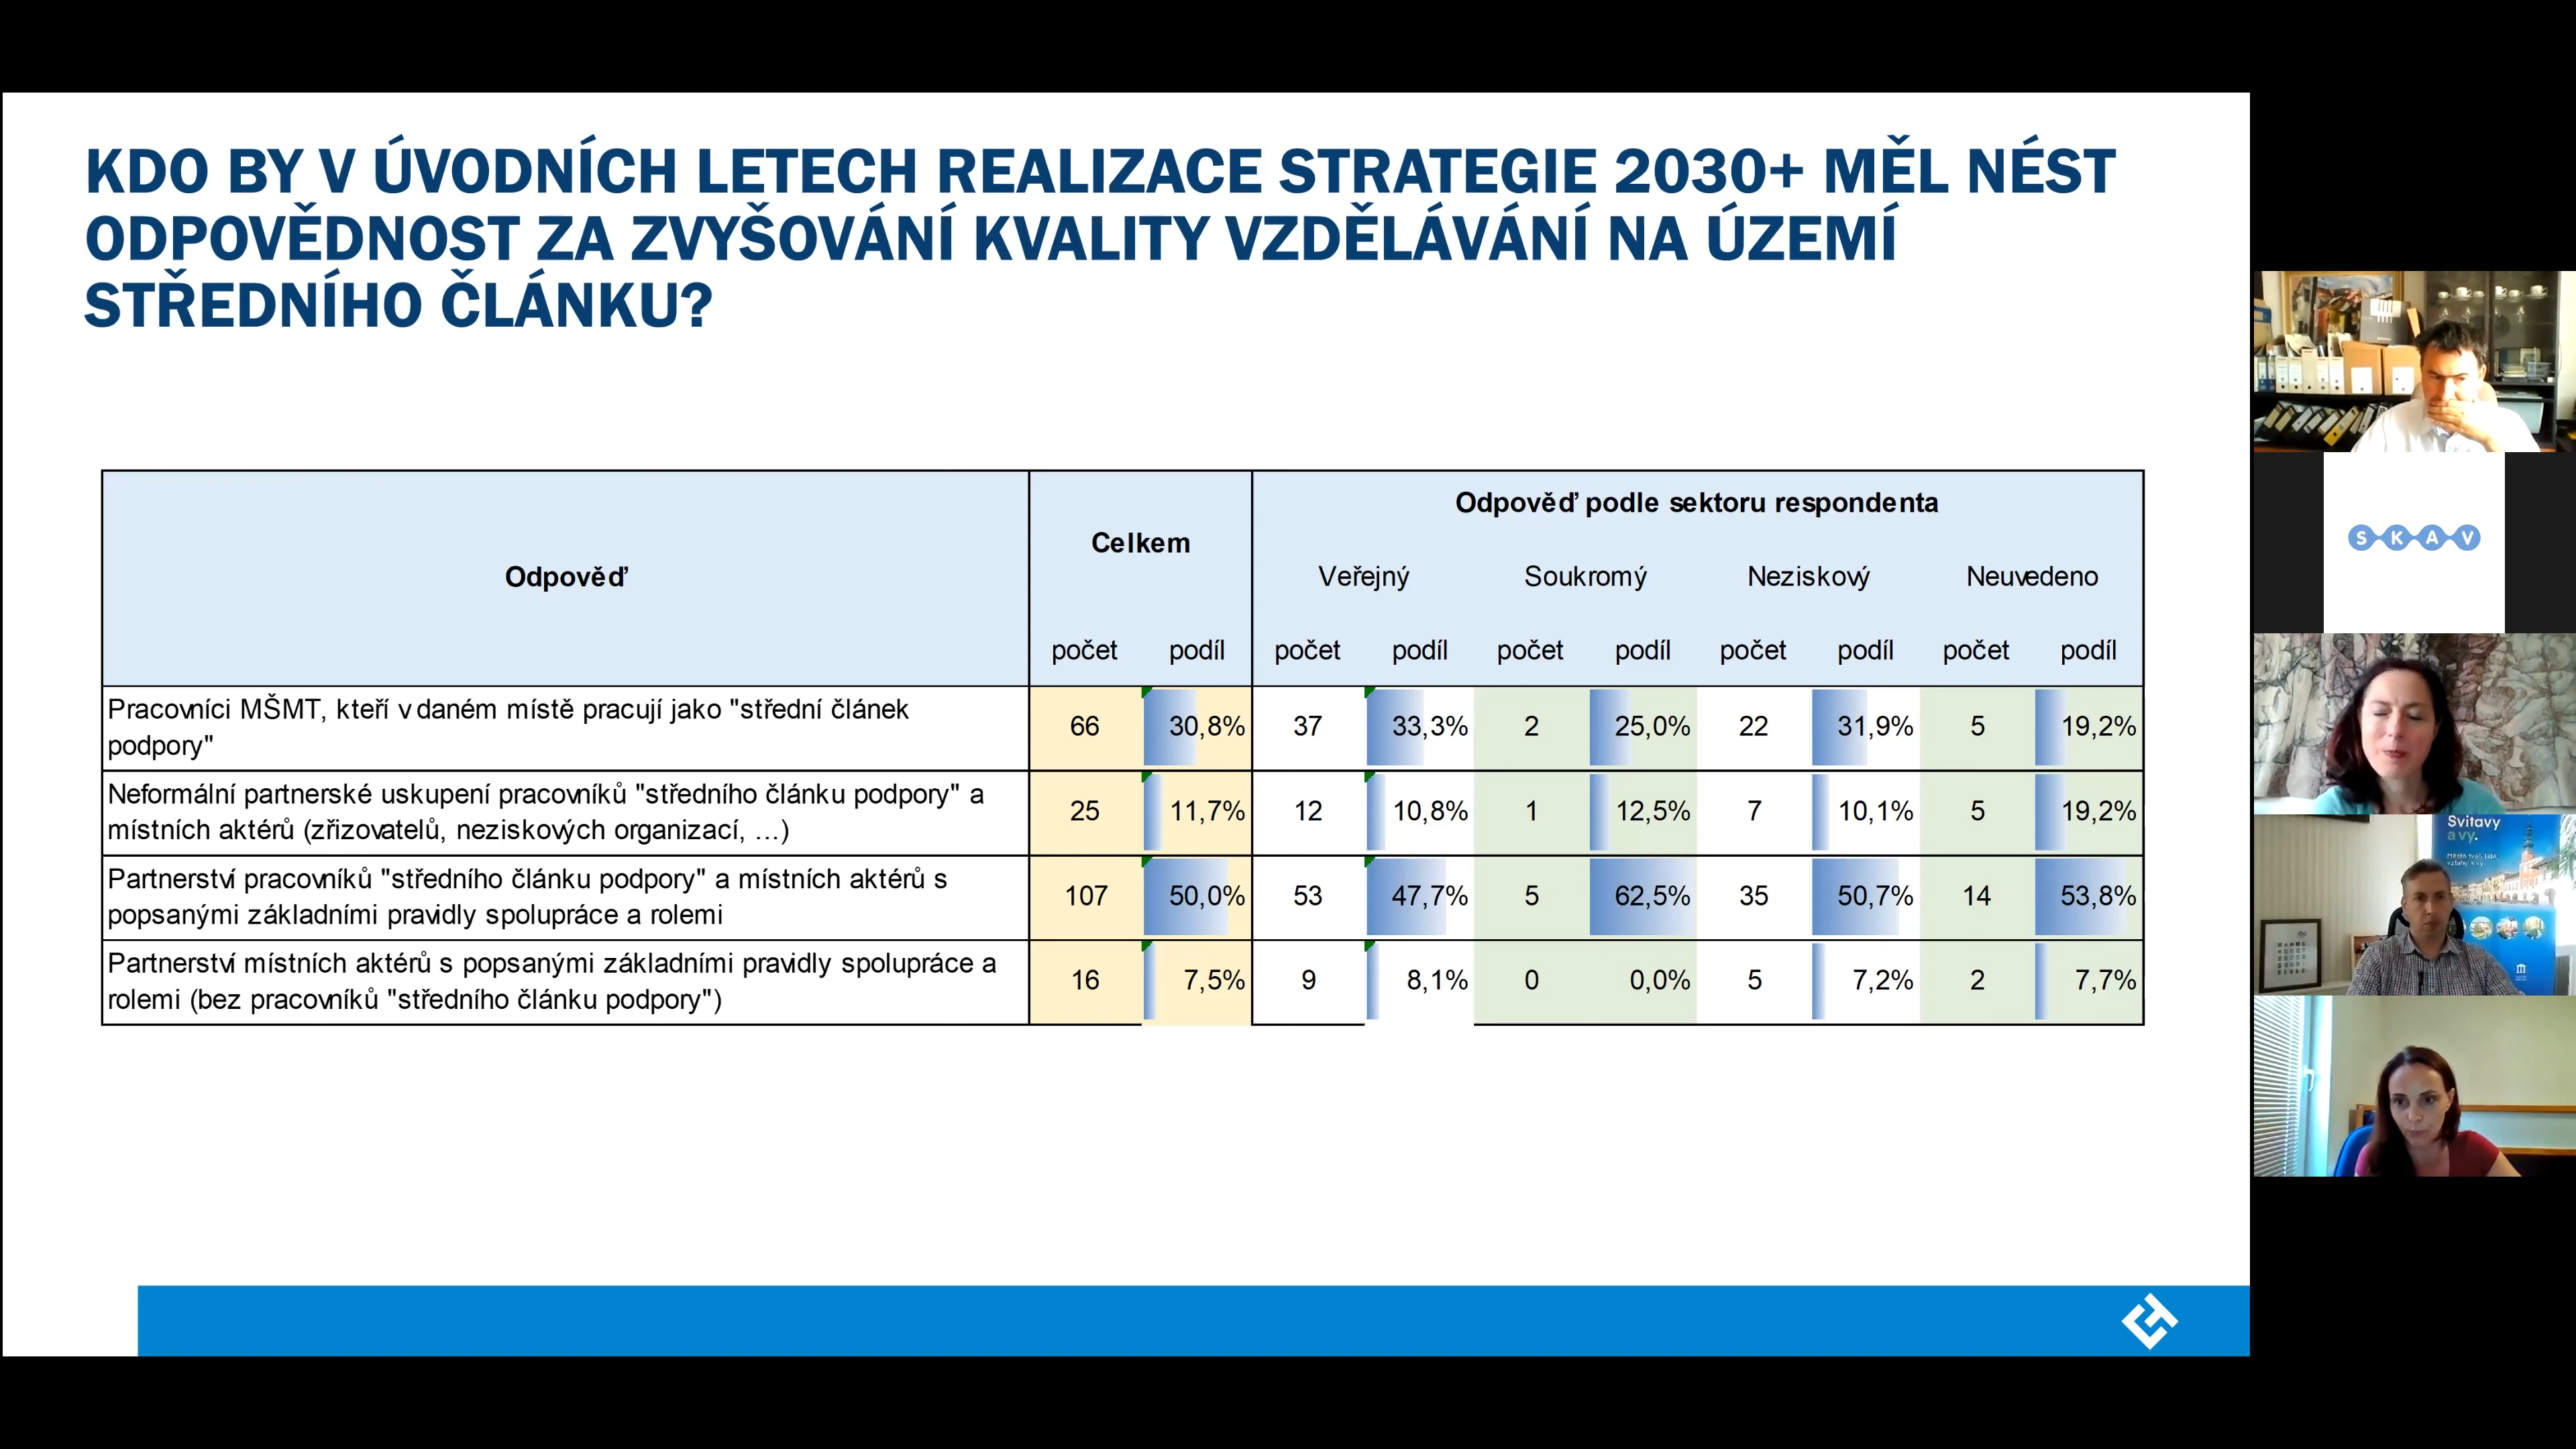 KDO BY V ÚVODNÍCH LETECH REALIZACE STRATEGIE 2030+ MĚL NÉST
ODPOVĚDNOST ZA ZVYŠOVÁNÍ KVALITY VZDĚLÁVÁNÍ NA ÚZEMÍ
STŘEDNÍHO ČLÁNKU?
Odpověď
Celkem
Odpověď podle sektoru respondenta
Veřejný Soukromý Neziskový Neuvedeno
počet podíl počet podíl počet podíl počet podíl počet podíl
Pracovníci MŠMT, kteří v daném místě pracují jako "střední článek
podpory"
66 30,8% 37 33,3% 2 25,0% 22 31,9% 5 19,2%
Neformální partnerské uskupení pracovníků "středního článku podpory" a
místních aktérů (zřizovatelů, neziskových organizací, ...)
25 11,7% 12 10,8% 1 12,5% 7 10,1% 5 19,2%
Partnerství pracovníků "středního článku podpory" a místních aktérů s
popsanými základními pravidly spolupráce a rolemi
107 50,0% 53 47,7% 5 62,5% 35 50,7% 14 53,8%
Partnerství místních aktérů s popsanými základními pravidly spolupráce a
rolemi (bez pracovníků "středního článku podpory")
16 7,5% 9 8,1% 0 0,0% 5 7,2% 2 7,7%
SKAV
Svitavy
a vy.